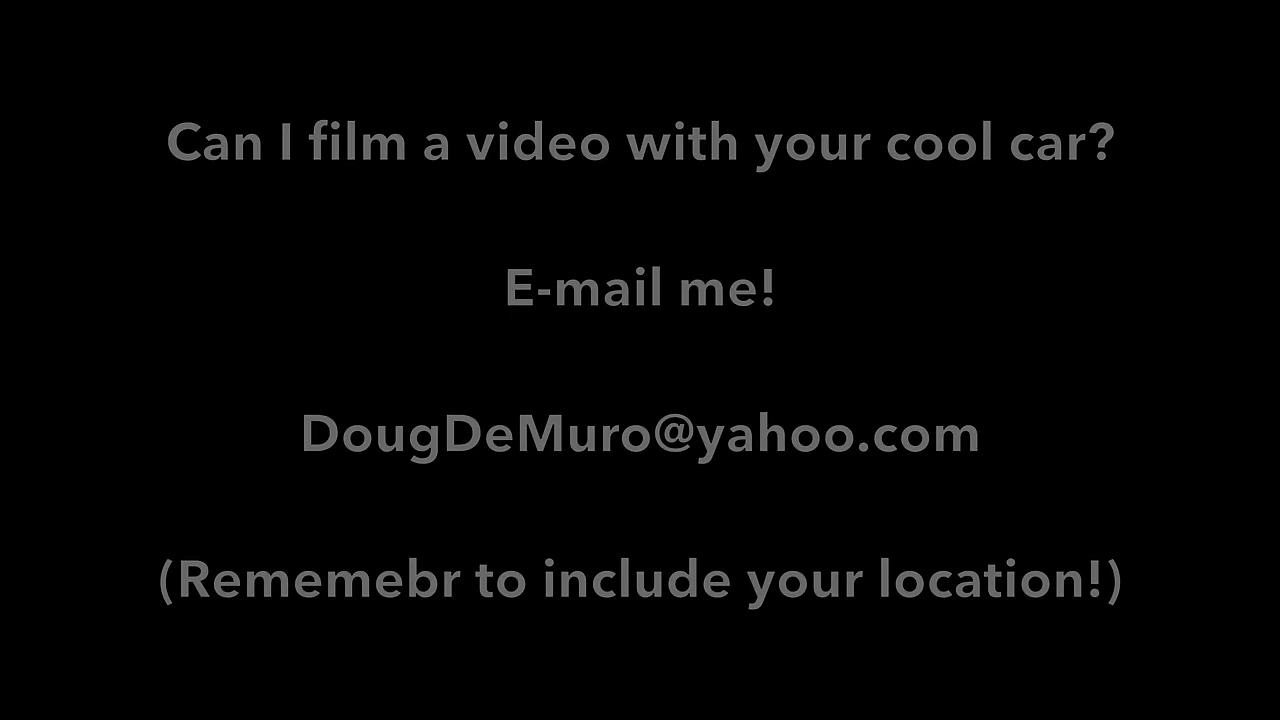 Can I film a video with your cool car?
E-mail me!
DougDeMuro@yahoo.com
(Rememebr to include your location!)